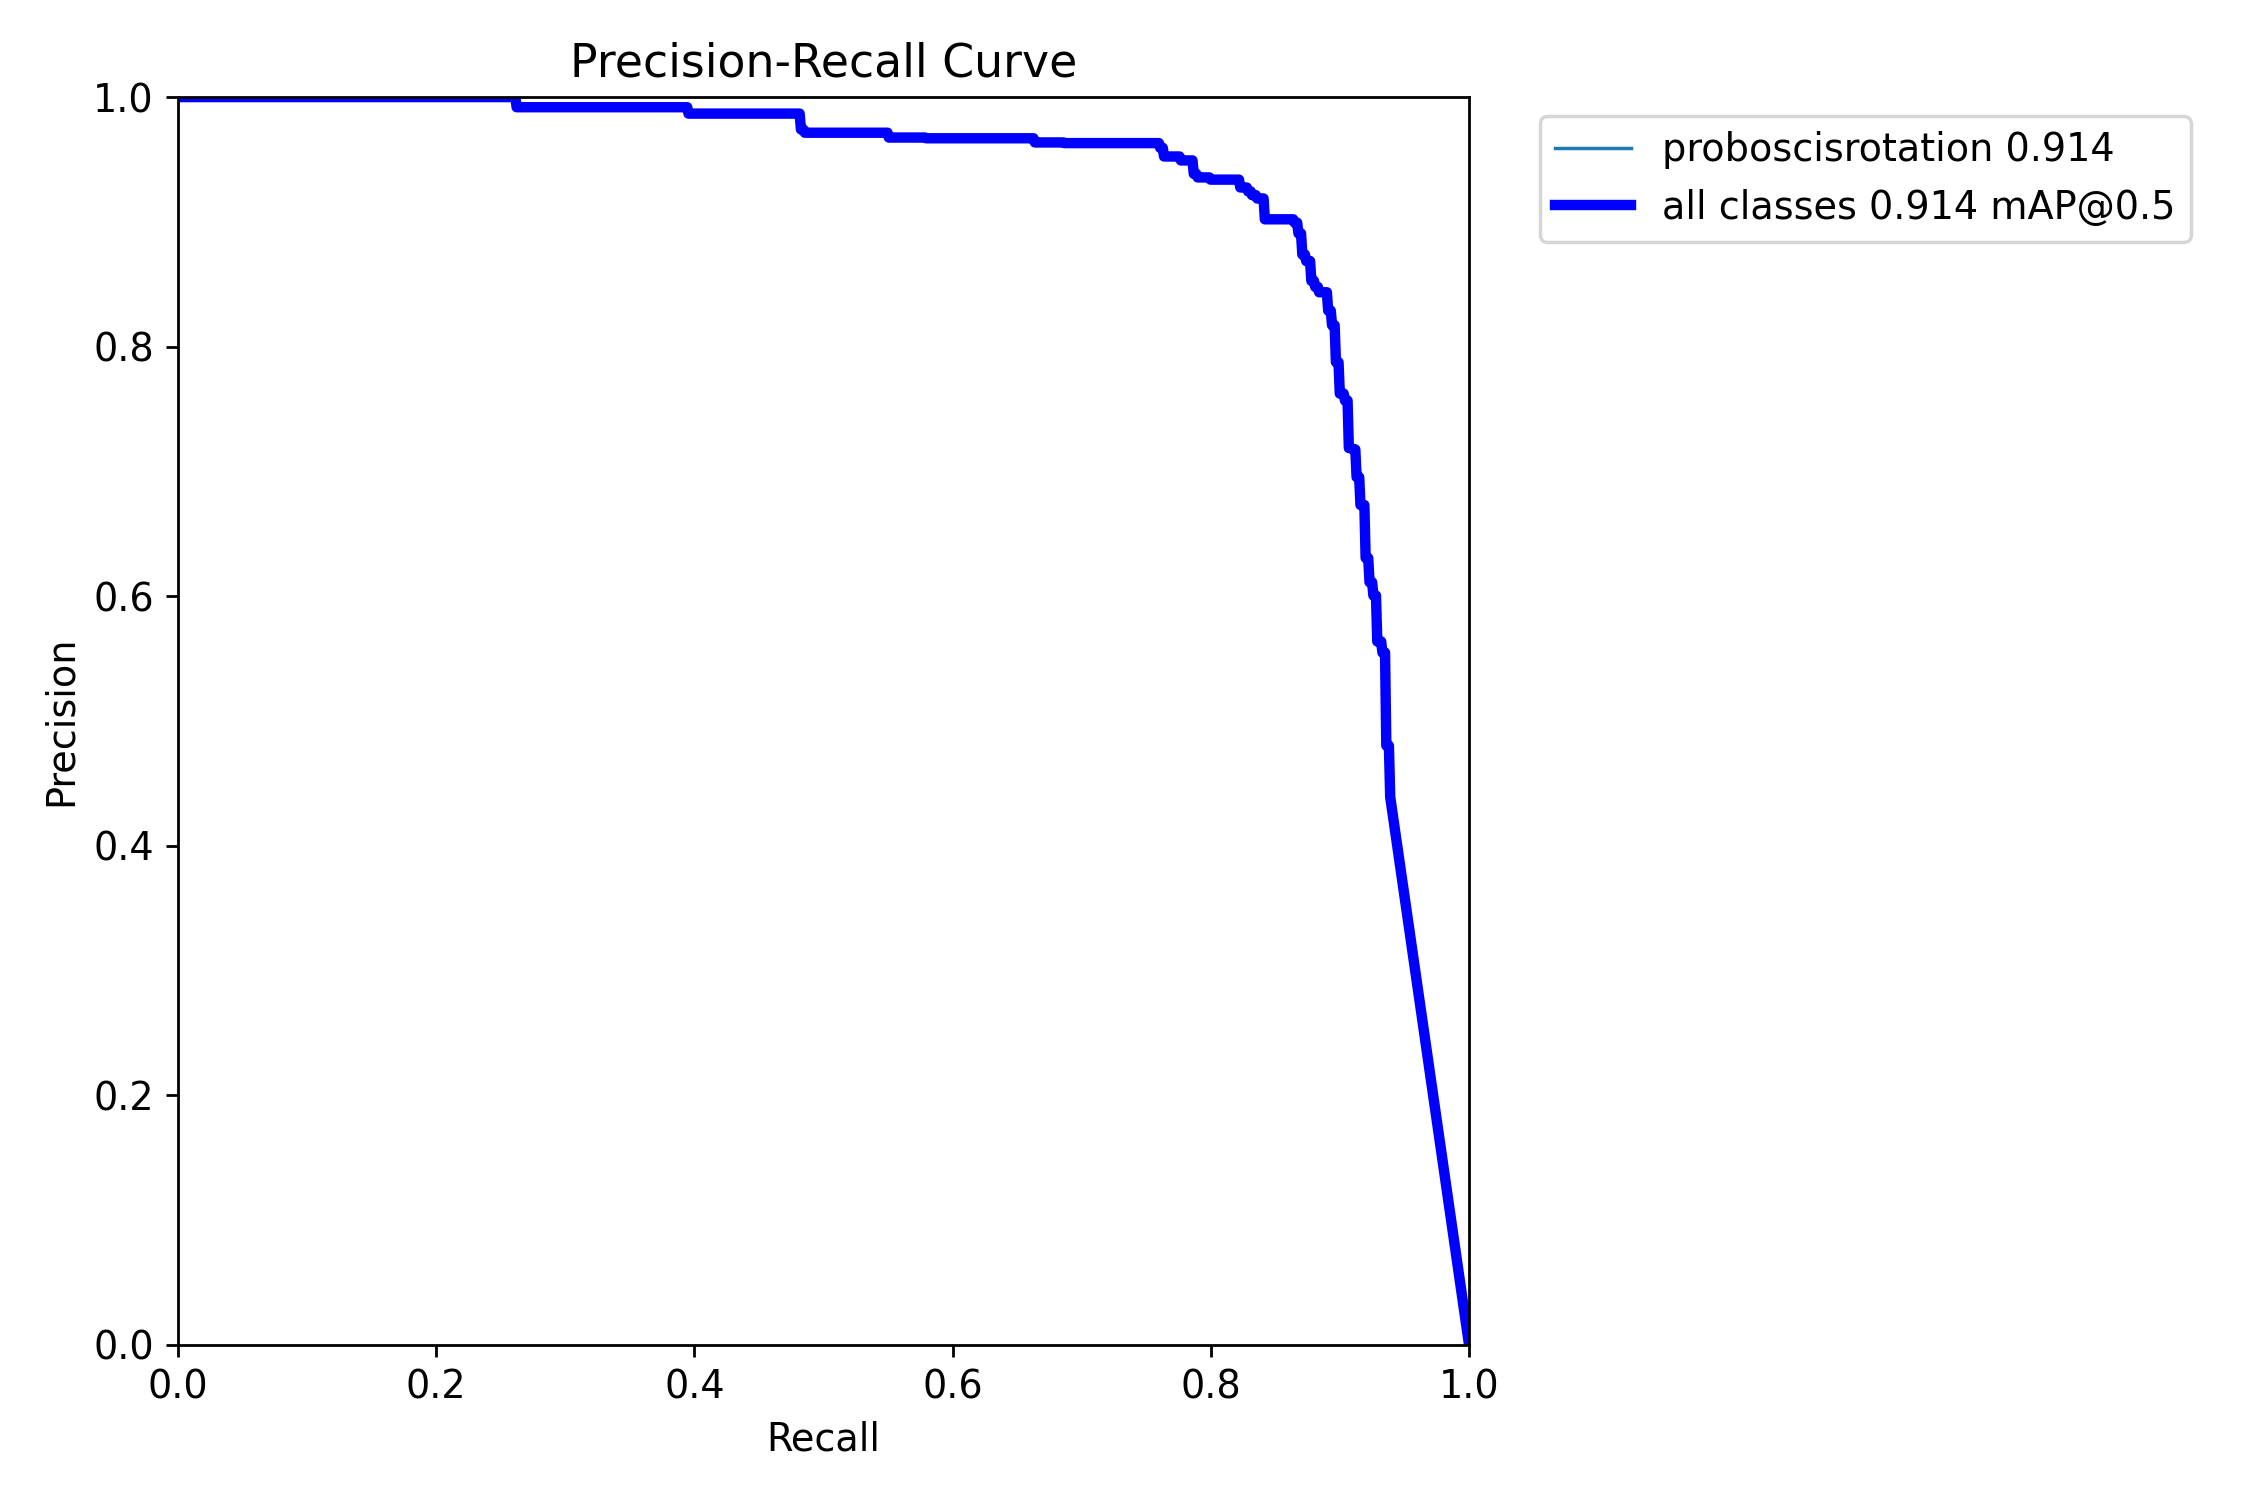 Precision-Recall Curve
1.0
0.8
0.6
0.4
0.2
0.0
Precision
0.0 0.2 0.4 0.6 0.8 1.0
Recall
proboscisrotation 0.914
all classes 0.914 mAP@0.5